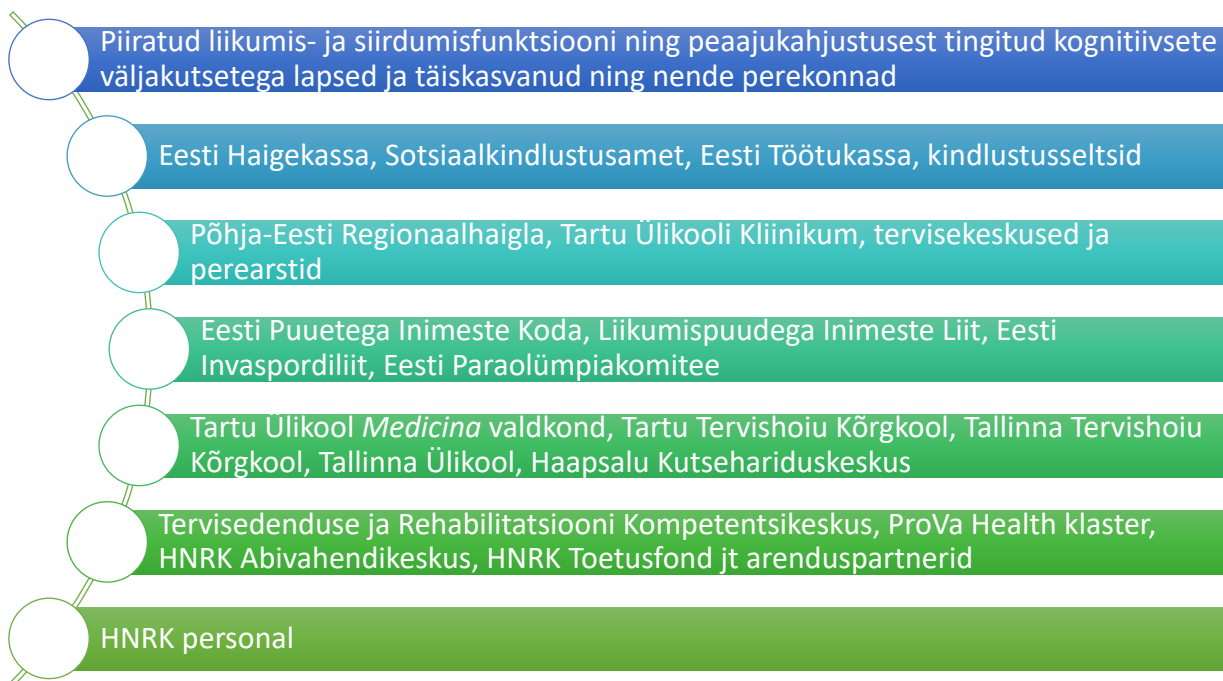 Piiratud liikumis- ja siirdumisfunktsiooni ning peaajukahjustusest tingitud kognitiivsete
väljakutsetega lapsed ja täiskasvanud ning nende perekonnad
Eesti Haigekassa, Sotsiaalkindlustusamet, Eesti Töötukassa, kindlustusseltsid
Põhja-Eesti Regionaalhaigla, Tartu Ülikooli Kliinikum, tervisekeskused ja
perearstid
Eesti Puuetega Inimeste Koda, Liikumispuudega Inimeste Liit, Eesti
Invaspordiliit, Eesti Paraolümpiakomitee
Tartu Ülikool Medicina valdkond, Tartu Tervishoiu Kõrgkool, Tallinna Tervishoiu
Kõrgkool, Tallinna Ülikool, Haapsalu Kutsehariduskeskus
Tervisedenduse ja Rehabilitatsiooni Kompetentsikeskus, ProVa Health klaster,
HNRK Abivahendikeskus, HNRK Toetusfond jt arenduspartnerid
HNRK personal